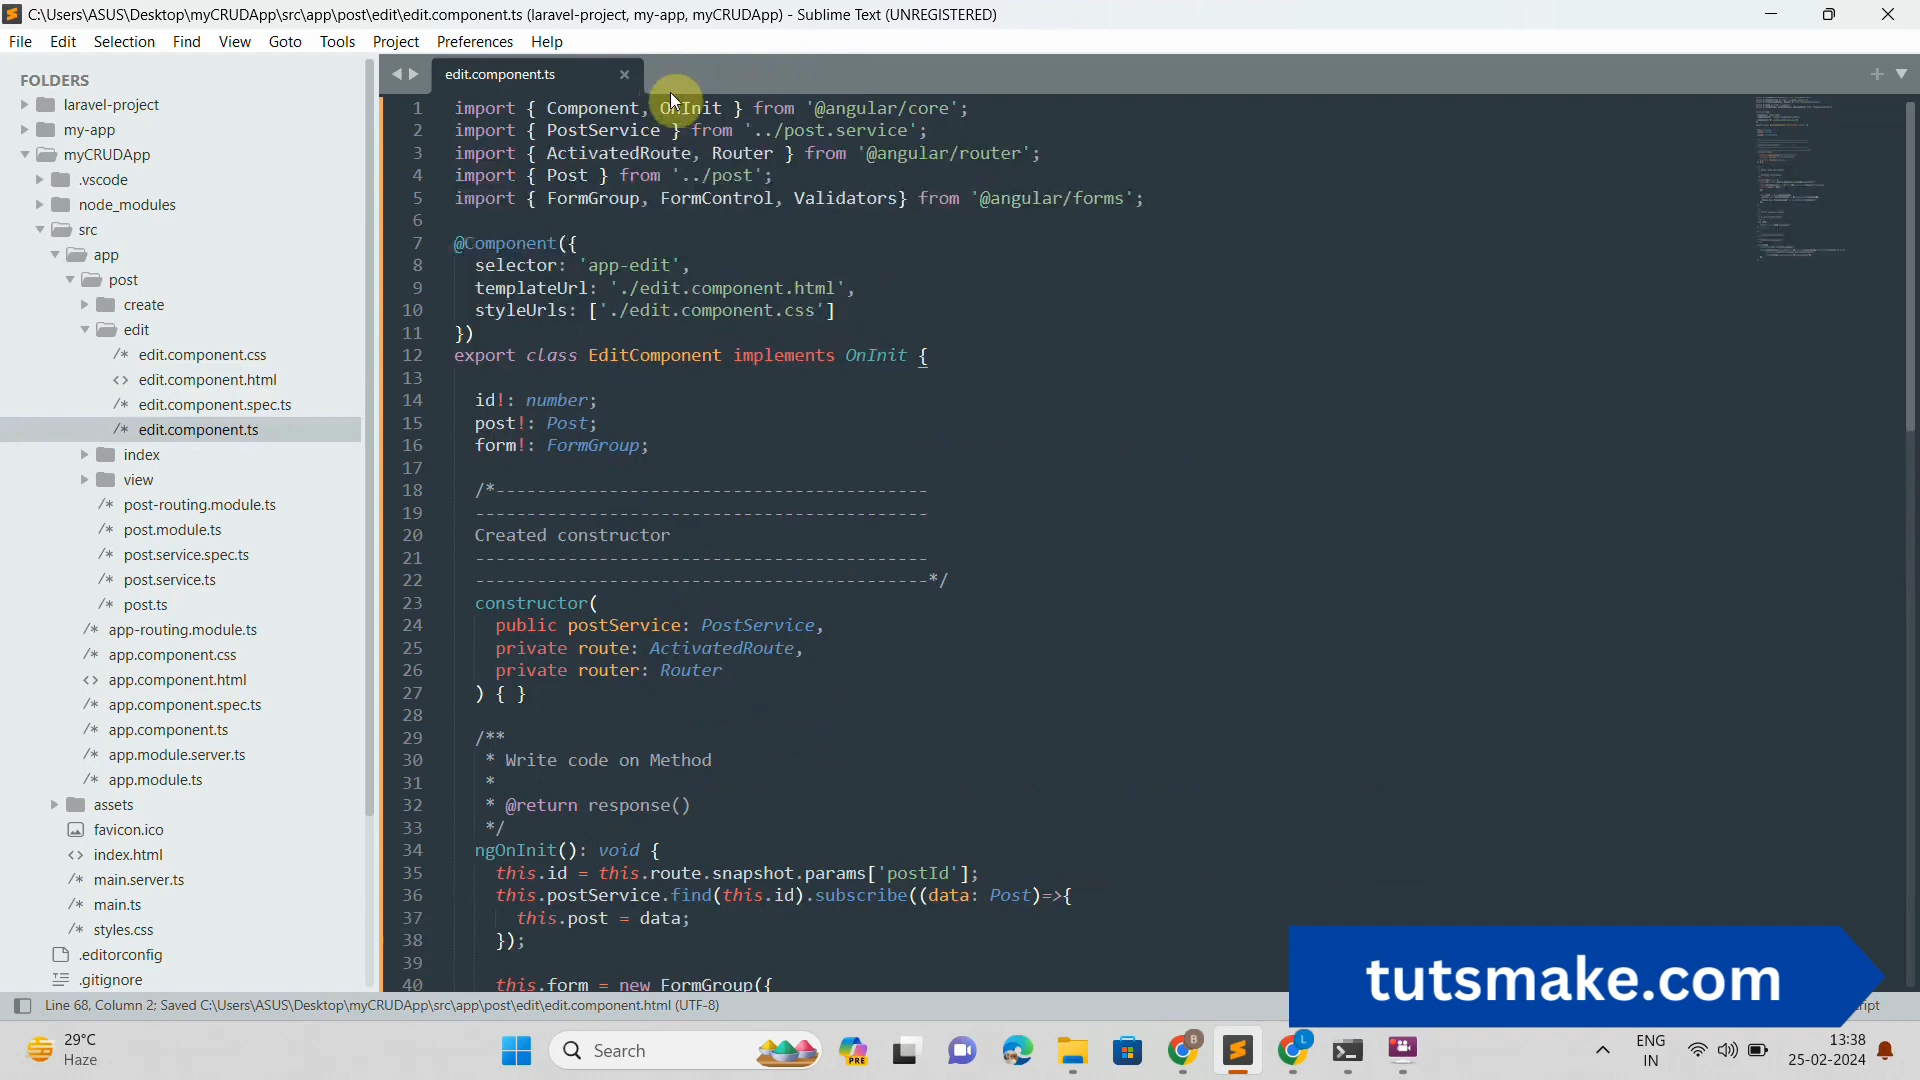 C:\Users\ASUS\Desktop\myCRUDApp\src\app\post\edit\edit.component.ts (laravel-project, my-app, myCRUDApp) - Sublime Text (UNREGISTERED)
File Edit Selection Find View Goto Tools Project Preferences Help
FOLDERS
laravel-project
my-app
myCRUDApp
.vscode
node_modules
src
app
post
create
edit
/* edit.component.css
<> edit.component.html
/* edit.component.spec.ts
/* edit.component.ts
index
view
/* post-routing.module.ts
/* post.module.ts
/* post.service.spec.ts
/* post.service.ts
/* post.ts
/* app-routing.module.ts
/* app.component.css
<> app.component.html
/* app.component.spec.ts
/* app.component.ts
/* app.module.server.ts
/* app.module.ts
assets
favicon.ico
<> index.html
/* main.server.ts
/* main.ts
/* styles.css
.editorconfig
.gitignore
edit.component.ts
1 import { Component, OnInit } from '@angular/core';
2 import { PostService } from '../post.service';
3 import { ActivatedRoute, Router } from '@angular/router';
4 import { Post } from '../post';
5 import { FormGroup, FormControl, Validators} from '@angular/forms';
6
7 @Component({
8 selector: 'app-edit',
9 templateUrl: './edit.component.html',
10 styleUrls: ['./edit.component.css']
11 })
12 export class EditComponent implements OnInit {
13
14 id!: number;
15 post!: Post;
16 form!: FormGroup;
17
18 /*------------------------------------------
19 --------------------------------------------
20 Created constructor
21 --------------------------------------------
22 --------------------------------------------*/
23 constructor(
24 public postService: PostService,
25 private route: ActivatedRoute,
26 private router: Router
27 ) { }
28
29 /**
30 * Write code on Method
31 *
32 * @return response()
33 */
34 ngOnInit(): void {
35 this.id = this.route.snapshot.params['postId'];
36 this.postService.find(this.id).subscribe((data: Post)=>{
37 this.post = data;
38 });
39
40 this.form = new FormGroup({
tutsmake.com
Line 68, Column 2; Saved C:\Users\ASUS\Desktop\myCRUDApp\src\app\post\edit\edit.component.html (UTF-8)
ript
29°C
Haze
Search
PRE
B
L
ENG
IN
13:38
25-02-2024